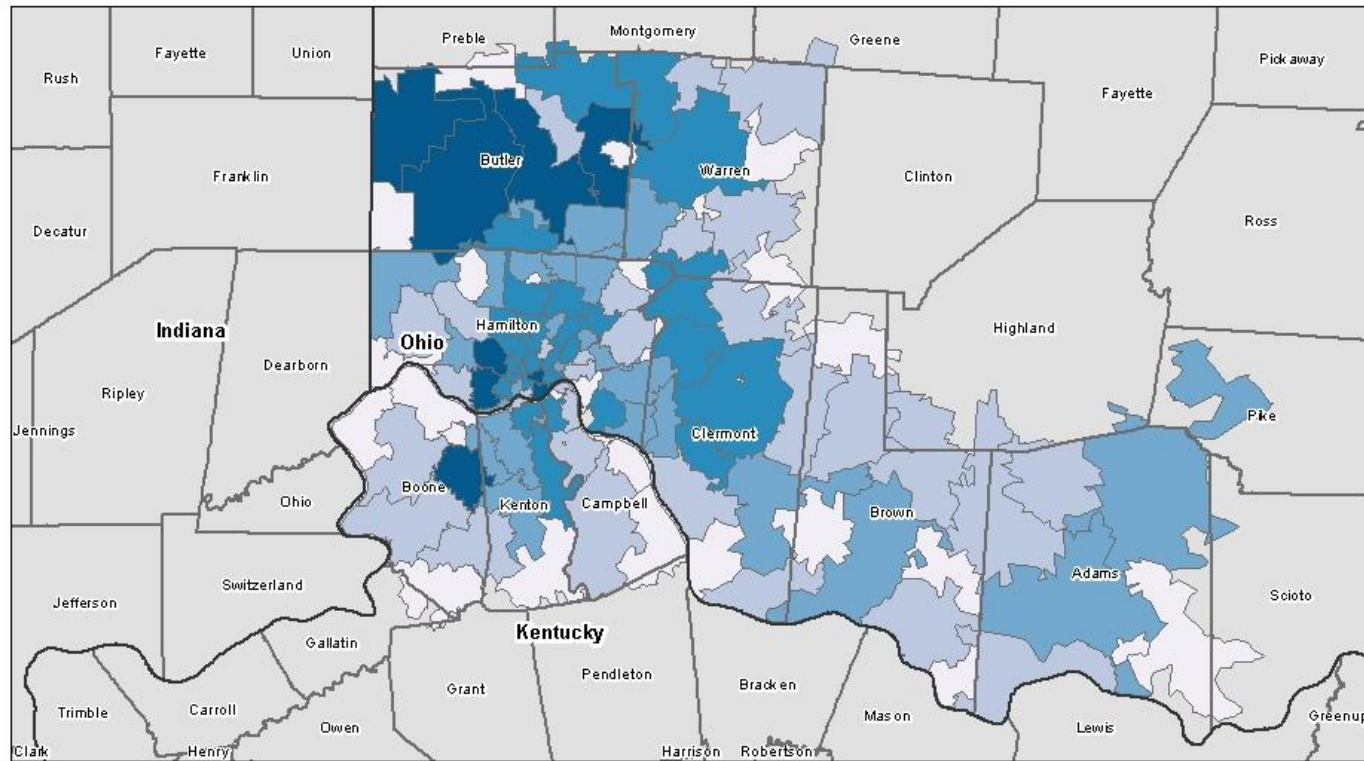 Preble
Montgomery
Greene
Fayette
Union
Rush
Pickaway
Fayette
Butler
Warren
Franklin
Clinton
Ross
Decatur
Indiana
Ohio
Hamilton
Highland
Dearborn
Ripley
Jennings
Pike
Clermont
Boone
Kenton
Campbell
Ohio
Brown
Adams
Switzerland
Jefferson
Scioto
Gallatin
Kentucky
Pendleton
Grant
Bracken
Trimble
Carroll
Owen
Mason
Lewis
Greenup
Clark
Henry
Harrison
Robertson